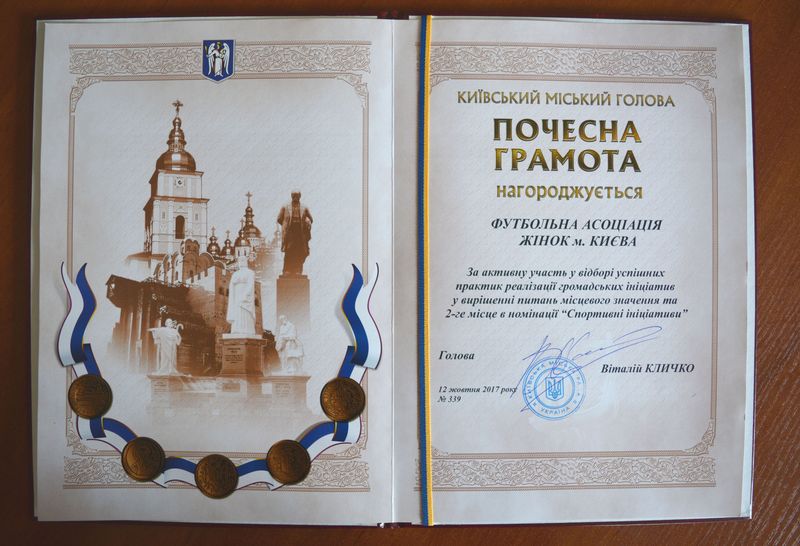 КИЇВСЬКИЙ МІСЬКИЙ ГОЛОВА
ПОЧЕСНА
ГРАМОТА
нагороджується
ФУТБОЛЬНА АСОЦІАЦІЯ
ЖІНОК м. КИЄВА
За активну участь у відборі успішних
практик реалізації громадських ініціатив
у вирішенні питань місцевого значення та
2-ге місце в номінації “Спортивні ініціативи”
Голова
Віталій КЛИЧКО
12 жовтня 2017 року
№ 339
УКРАЇНА